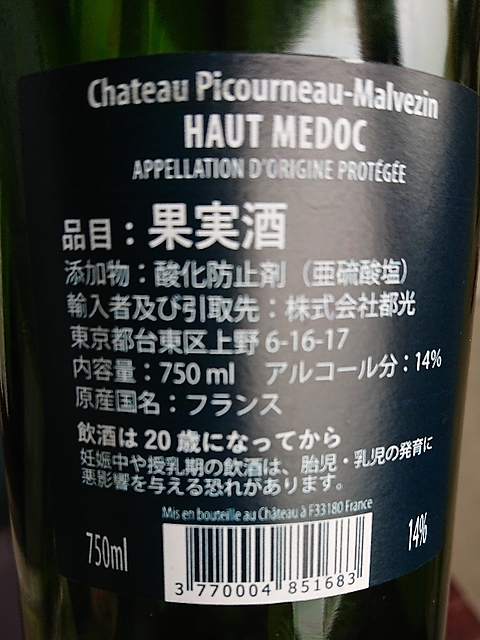 Chateau Picourneau-Malvezin
HAUT MEDOC
APPELLATION D'ORIGINE PROTÉGÉE
品目：果実酒
添加物：酸化防止剤（亜硫酸塩）
輸入者及び引取先：株式会社都光
東京都台東区上野6-16-17
内容量：750 ml アルコール分：14%
原産国名：フランス
飲酒は20歳になってから
妊娠中や授乳期の飲酒は、胎児・乳児の発育に
悪影響を与える恐れがあります。
Mis en bouteille au Château à F33180 France
750ml
14%
3 770004 851683